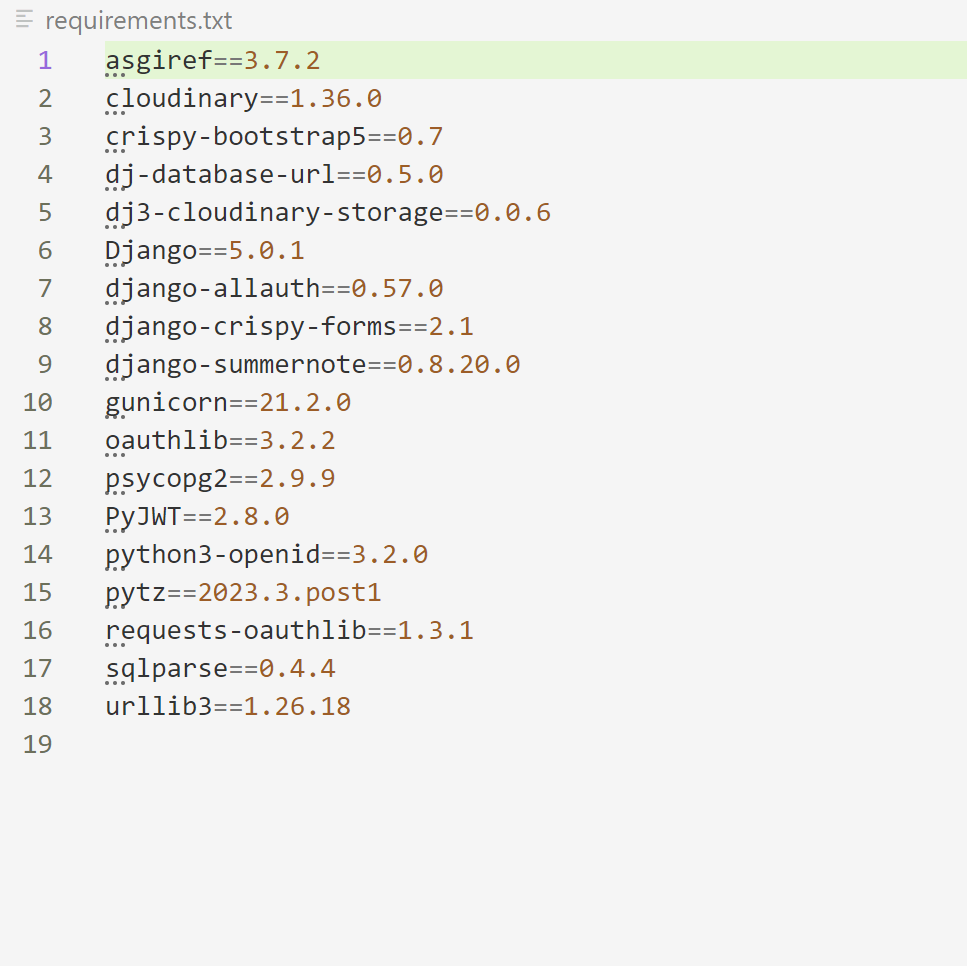 requirements.txt
1 asgiref==3.7.2
2 cloudinary==1.36.0
3 crispy-bootstrap5==0.7
4 dj-database-url==0.5.0
5 dj3-cloudinary-storage==0.0.6
6 Django==5.0.1
7 django-allauth==0.57.0
8 django-crispy-forms==2.1
9 django-summernote==0.8.20.0
10 gunicorn==21.2.0
11 oauthlib==3.2.2
12 psycopg2==2.9.9
13 PyJWT==2.8.0
14 python3-openid==3.2.0
15 pytz==2023.3.post1
16 requests-oauthlib==1.3.1
17 sqlparse==0.4.4
18 urllib3==1.26.18
19